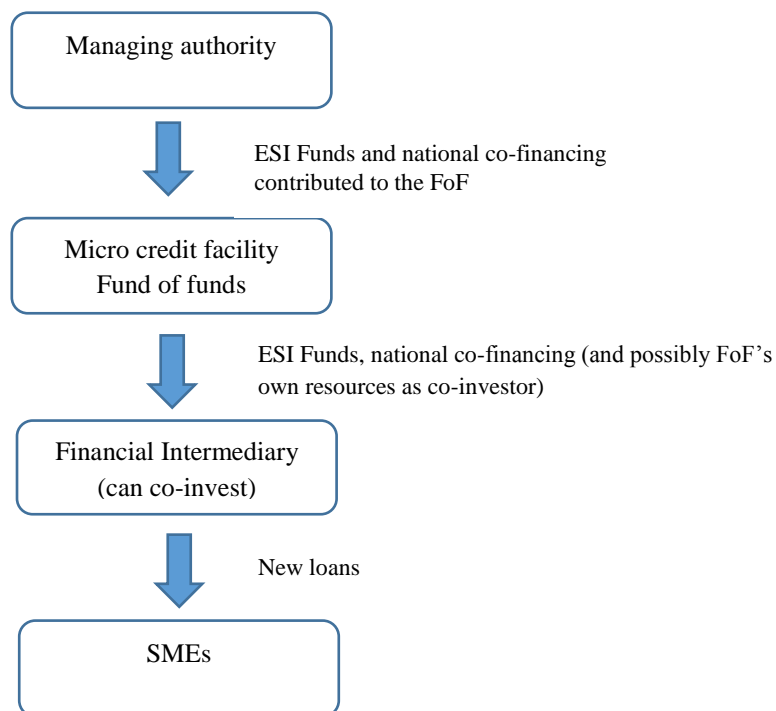 Managing authority
ESI Funds and national co-financing
contributed to the FoF
Micro credit facility
Fund of funds
ESI Funds, national co-financing (and possibly FoF’s
own resources as co-investor)
Financial Intermediary
(can co-invest)
New loans
SMEs